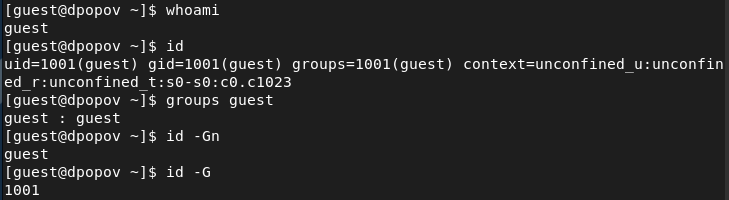 [guest@dpopov ~]$ whoami
guest
[guest@dpopov ~]$ id
uid=1001(guest) gid=1001(guest) groups=1001(guest) context=unconfined_u:unconfin
ed_r:unconfined_t:s0-s0:c0.c1023
[guest@dpopov ~]$ groups guest
guest : guest
[guest@dpopov ~]$ id -Gn
guest
[guest@dpopov ~]$ id -G
1001